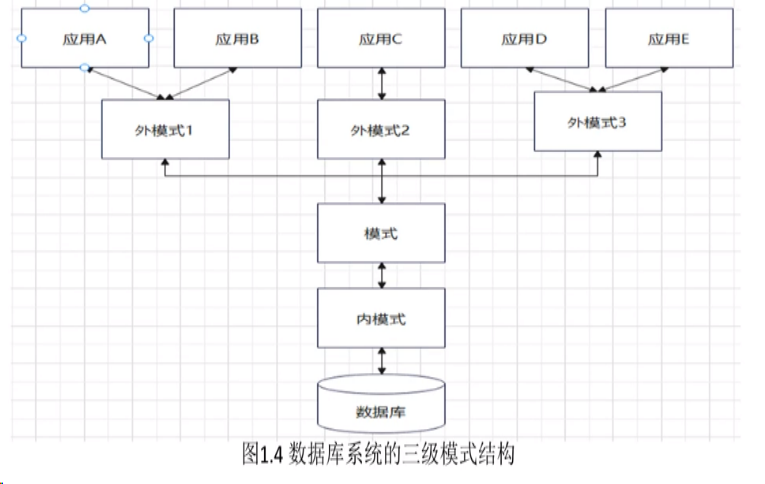 应用A
应用B
应用C
应用D
应用E
外模式1
外模式2
外模式3
模式
内模式
数据库
图1.4 数据库系统的三级模式结构